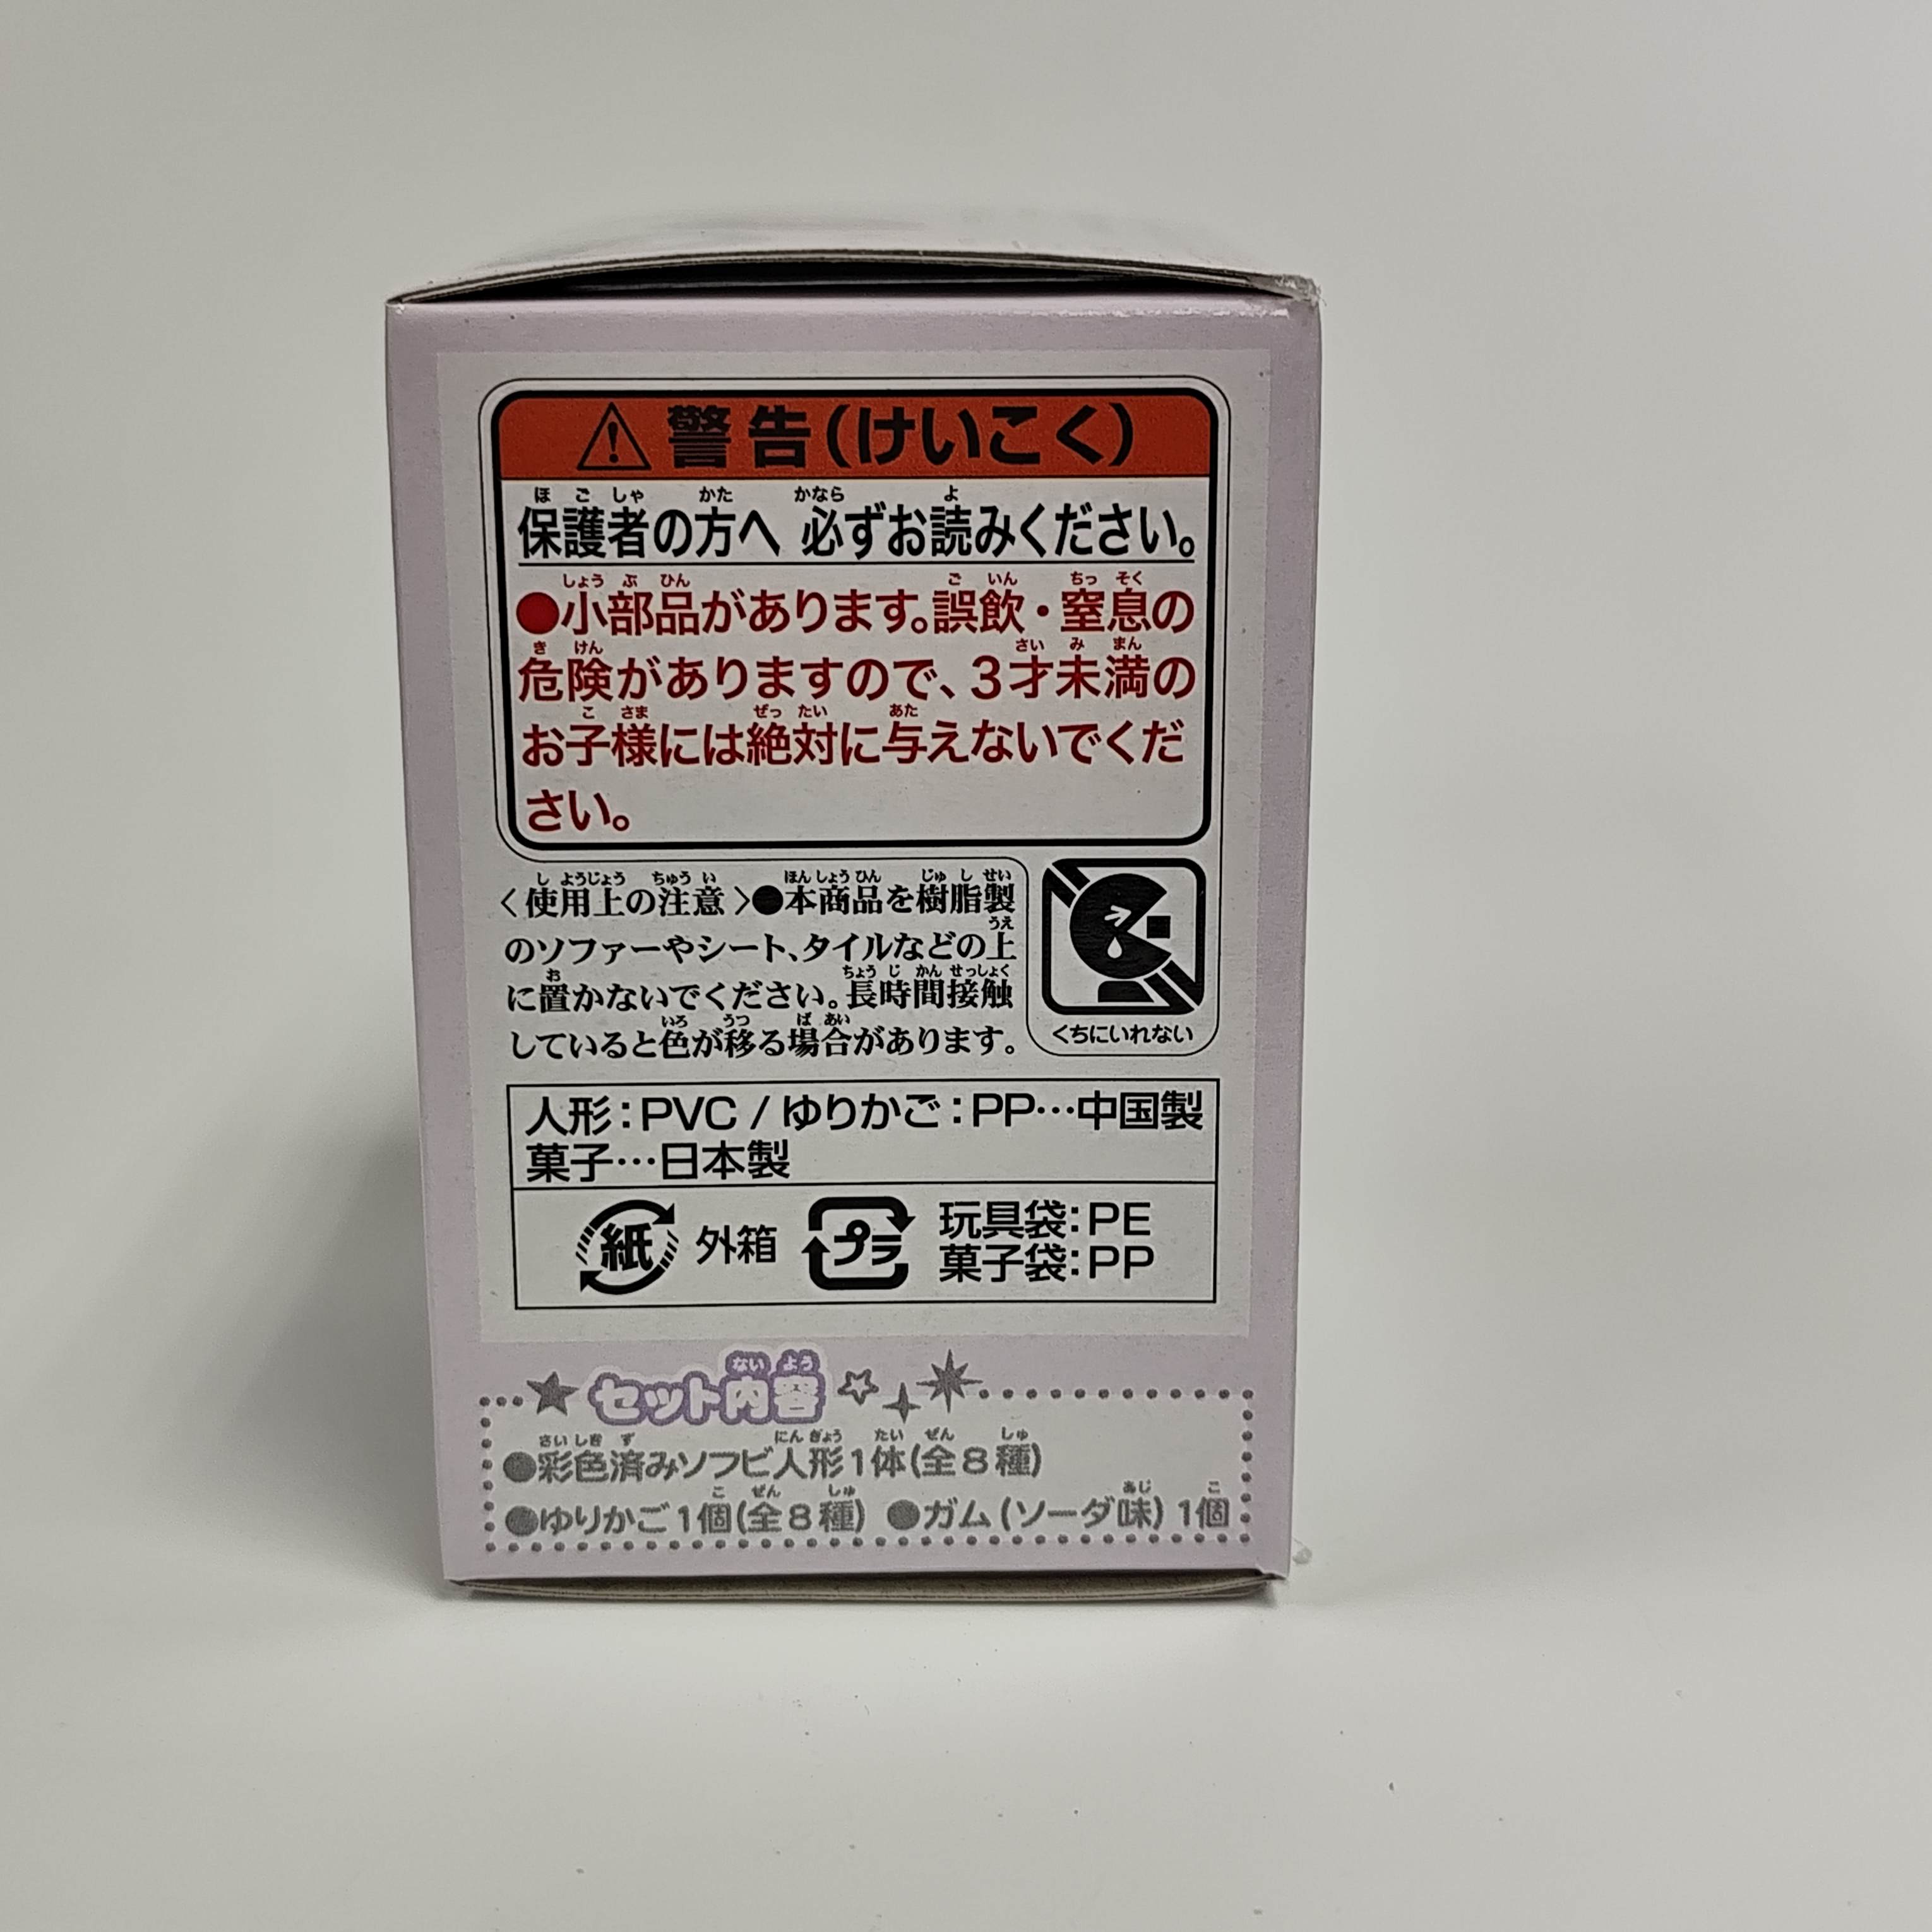 警告(けいこく)
保護者の方へ 必ずお読みください。
●小部品があります。誤飲・窒息の
危険がありますので、3才未満の
お子様には絶対に与えないでくだ
さい。
〈使用上の注意〉●本商品を樹脂製
のソファーやシート、タイルなどの上
に置かないでください。長時間接触
していると色が移る場合があります。
くちにいれない
人形:PVC / ゆりかご:PP…中国製
菓子…日本製
紙 外箱 プラ 玩具袋:PE
菓子袋:PP
セット内容
●彩色済みソフビ人形1体(全8種)
●ゆりかご1個(全8種) ●ガム(ソーダ味)1個